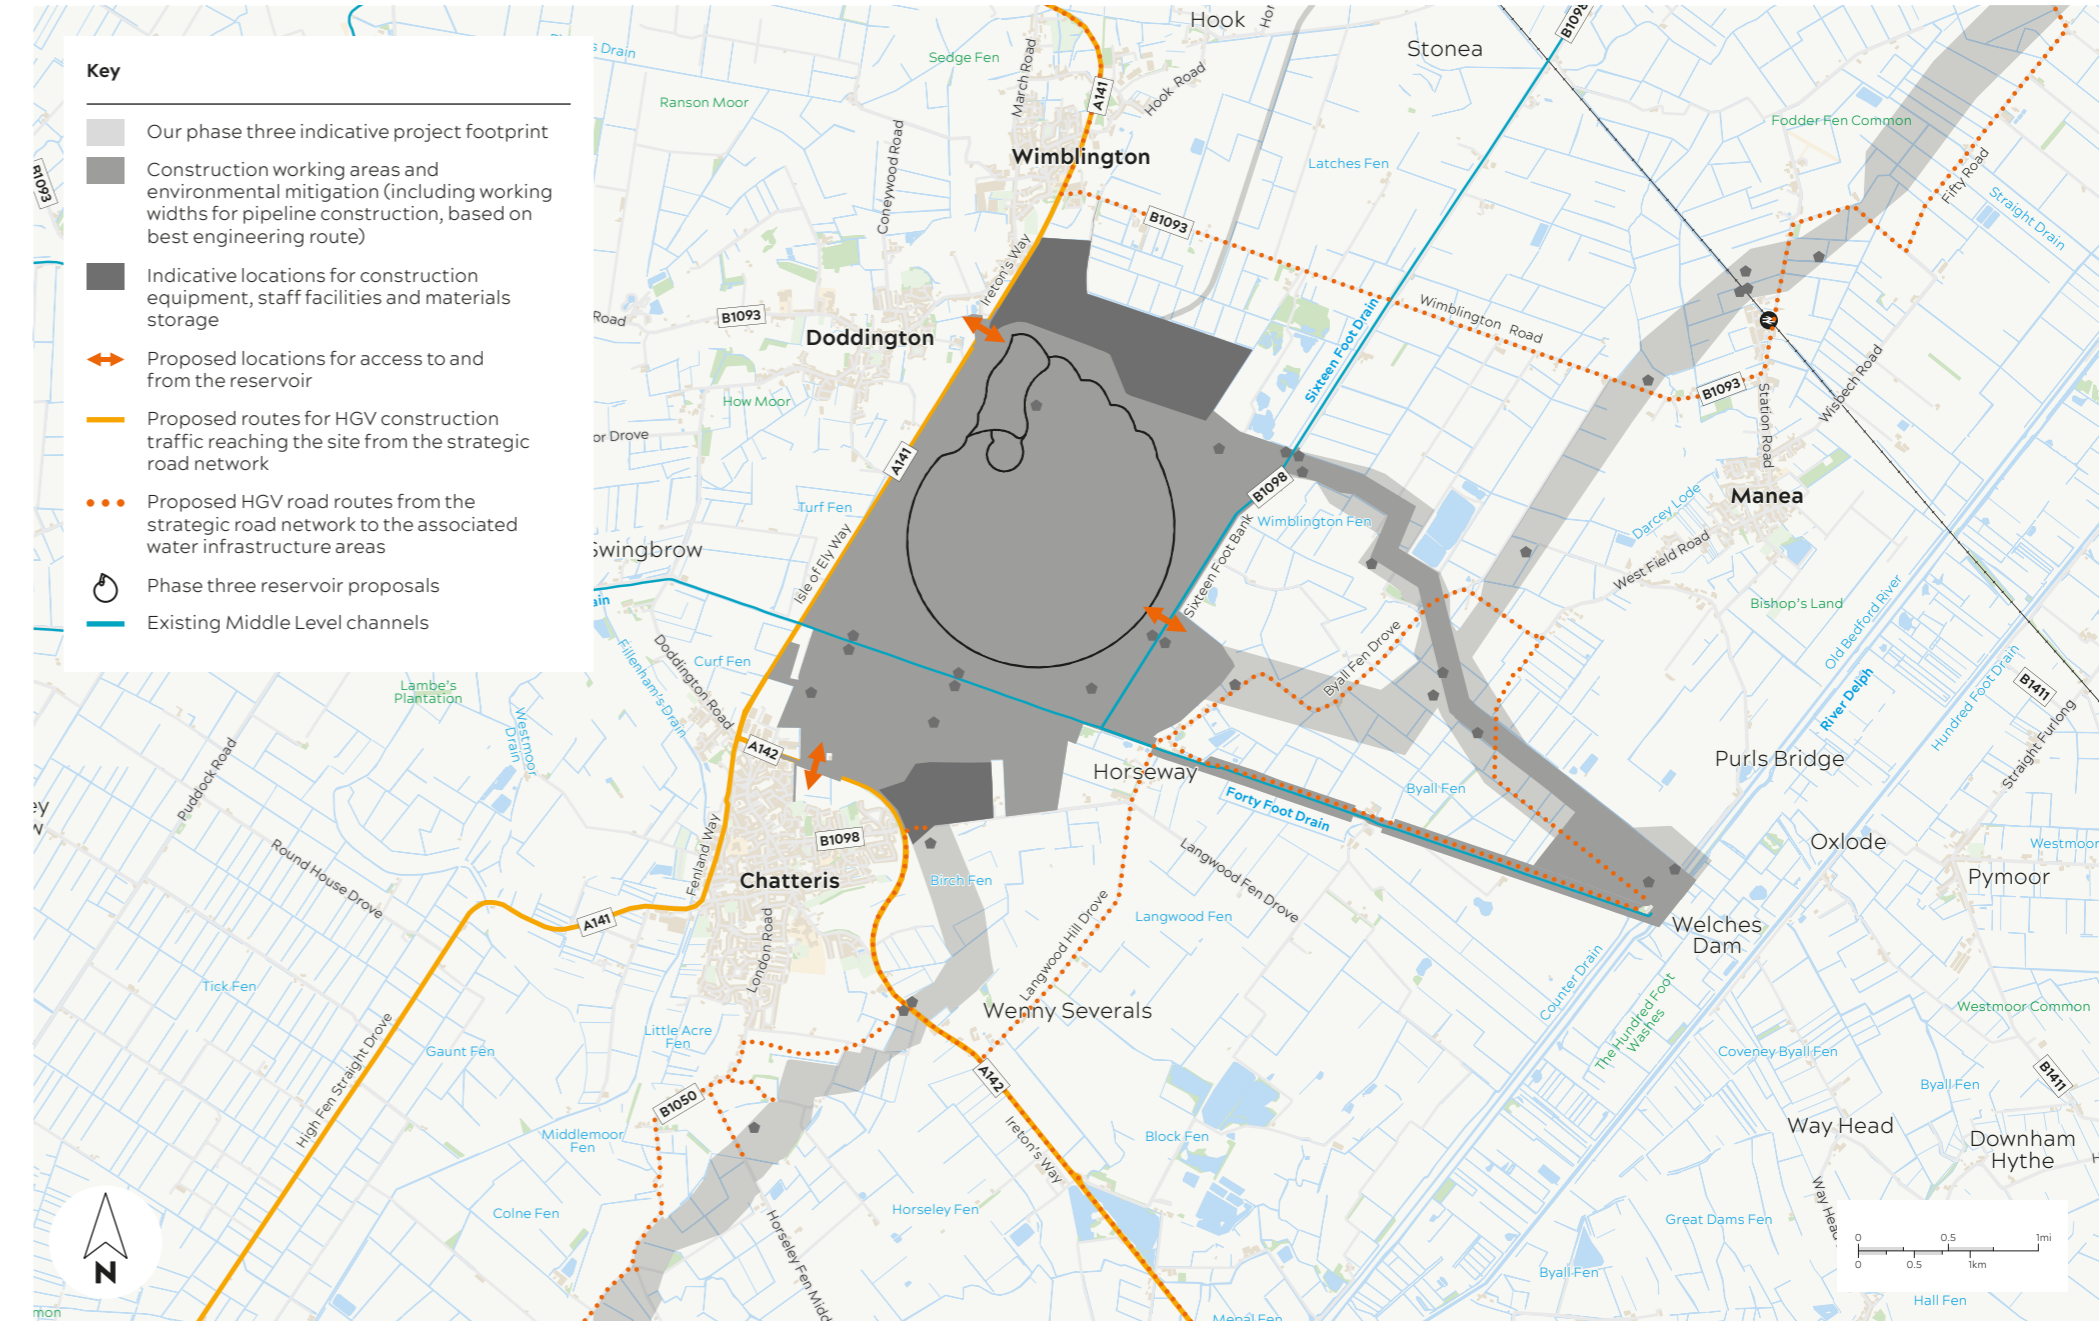 Key
Our phase three indicative project footprint
Construction working areas and
environmental mitigation (including working
widths for pipeline construction, based on
best engineering route)
Indicative locations for construction
equipment, staff facilities and materials
storage
Proposed locations for access to and
from the reservoir
Proposed routes for HGV construction
traffic reaching the site from the strategic
road network
Proposed HGV road routes from the
strategic road network to the associated
water infrastructure areas
Phase three reservoir proposals
Existing Middle Level channels
N
B1093
Drain
Sedge Fen
Ranson Moor
March Road
A141
Hook Road
Hook
Stonea
B1098
Wimblington
Coneywood Road
Latches Fen
Fodder Fen Common
Fifty Road
Straight Drain
B1093
Ireton's Way
Road
B1093
Doddington
Sixteen Foot Drain
Wimblington Road
B1093
Station Road
Wisbech Road
How Moor
Drove
A141
Turf Fen
Isle of Ely Way
B1098
Wimblington Fen
Sixteen Foot Bank
Manea
Darcey Lode
West Field Road
Bishop's Land
Old Bedford River
River Delph
Hundred Foot Drain
B1411
Straight Furlong
Swingbrow
Fillenham's Drain
Doddington Road
Curf Fen
Byall Fen Drove
Lambe's
Plantation
Westmoor
Drain
Puddock Road
A142
Horseway
Forty Foot Drain
Byall Fen
Purls Bridge
Oxlode
Westmoor
Pymoor
Round House Drove
Fenland Way
B1098
Chatteris
Birch Fen
Langwood Fen Drove
Langwood Fen
Langwood Hill Drove
Welches
Dam
A141
London Road
Tick Fen
High Fen Straight Drove
Gaunt Fen
Little Acre
Fen
Wenny Severals
Counter Drain
The Hundred Foot
Washes
Westmoor Common
Coveney Byall Fen
Byall Fen
B1411
A142
B1050
Middlemoor
Fen
Ireton's Way
Block Fen
Way Head
Downham
Hythe
Colne Fen
Horseley Fen
Way Head
Great Dams Fen
Byall Fen
Hall Fen
Mepal Fen
0 0.5 1mi
0 0.5 1km